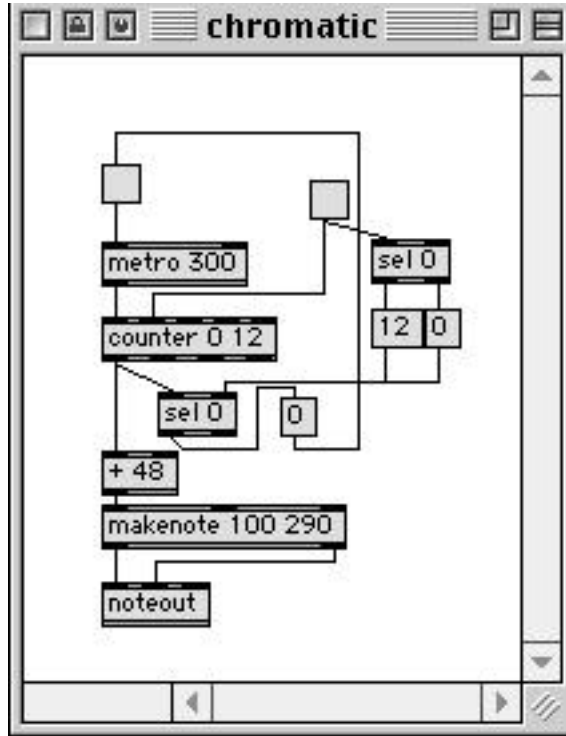 chromatic
metro 300
sel 0
counter 0 12
12
0
sel 0
0
+ 48
makenote 100 290
noteout